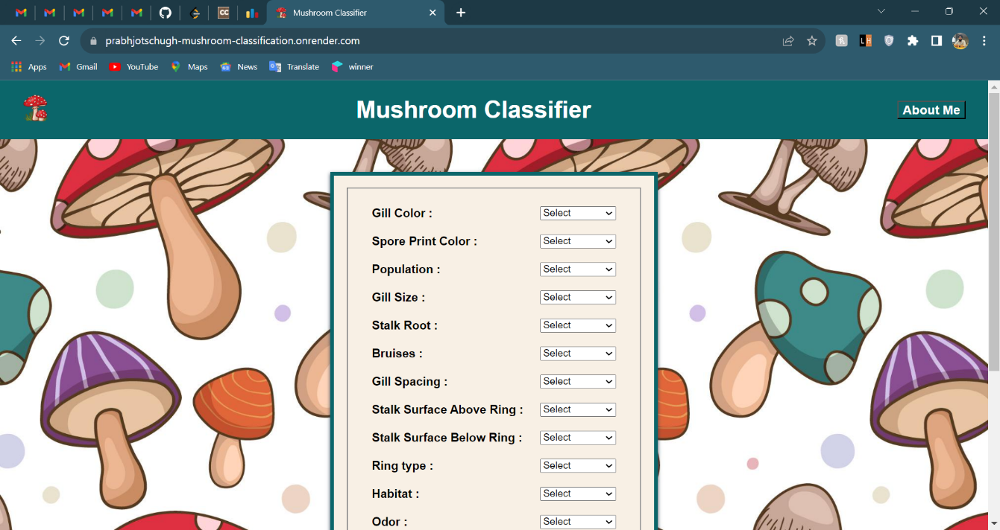 CC
Mushroom Classifier
prabhjotschugh-mushroom-classification.onrender.com
LH
Apps Gmail YouTube Maps News Translate winner
Mushroom Classifier
About Me
Gill Color : Select
Spore Print Color : Select
Population : Select
Gill Size : Select
Stalk Root : Select
Bruises : Select
Gill Spacing : Select
Stalk Surface Above Ring : Select
Stalk Surface Below Ring : Select
Ring type : Select
Habitat : Select
Odor : Select